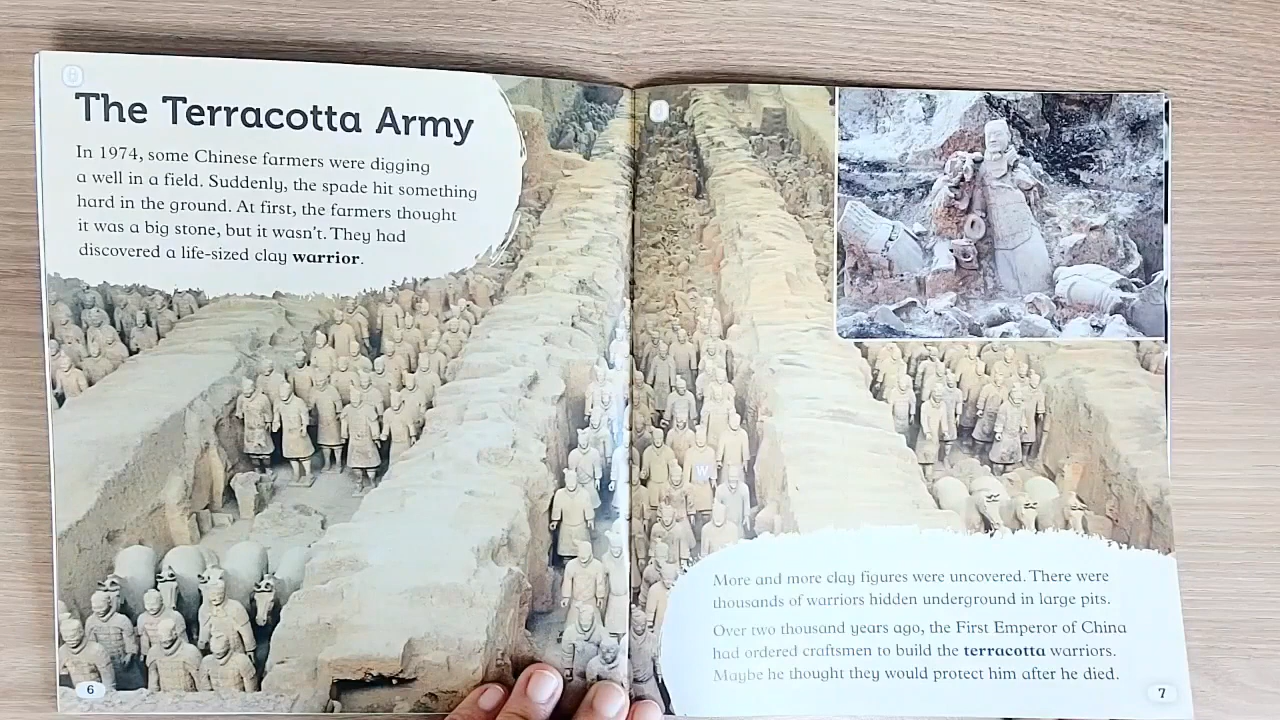 The Terracotta Army
In 1974, some Chinese farmers were digging
a well in a field. Suddenly, the spade hit something
hard in the ground. At first, the farmers thought
it was a big stone, but it wasn't. They had
discovered a life-sized clay warrior.
6
More and more clay figures were uncovered. There were
thousands of warriors hidden underground in large pits.
Over two thousand years ago, the First Emperor of China
had ordered craftsmen to build the terracotta warriors.
Maybe he thought they would protect him after he died.
7